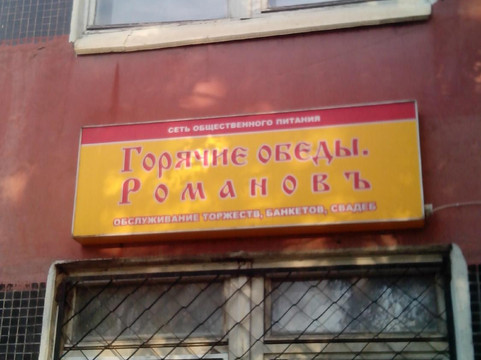 СЕТЬ ОБЩЕСТВЕННОГО ПИТАНИЯ
ГОРЯЧИЕ ОБЕДЫ.
РОМАНОВЪ
ОБСЛУЖИВАНИЕ ТОРЖЕСТВ, БАНКЕТОВ, СВАДЕБ